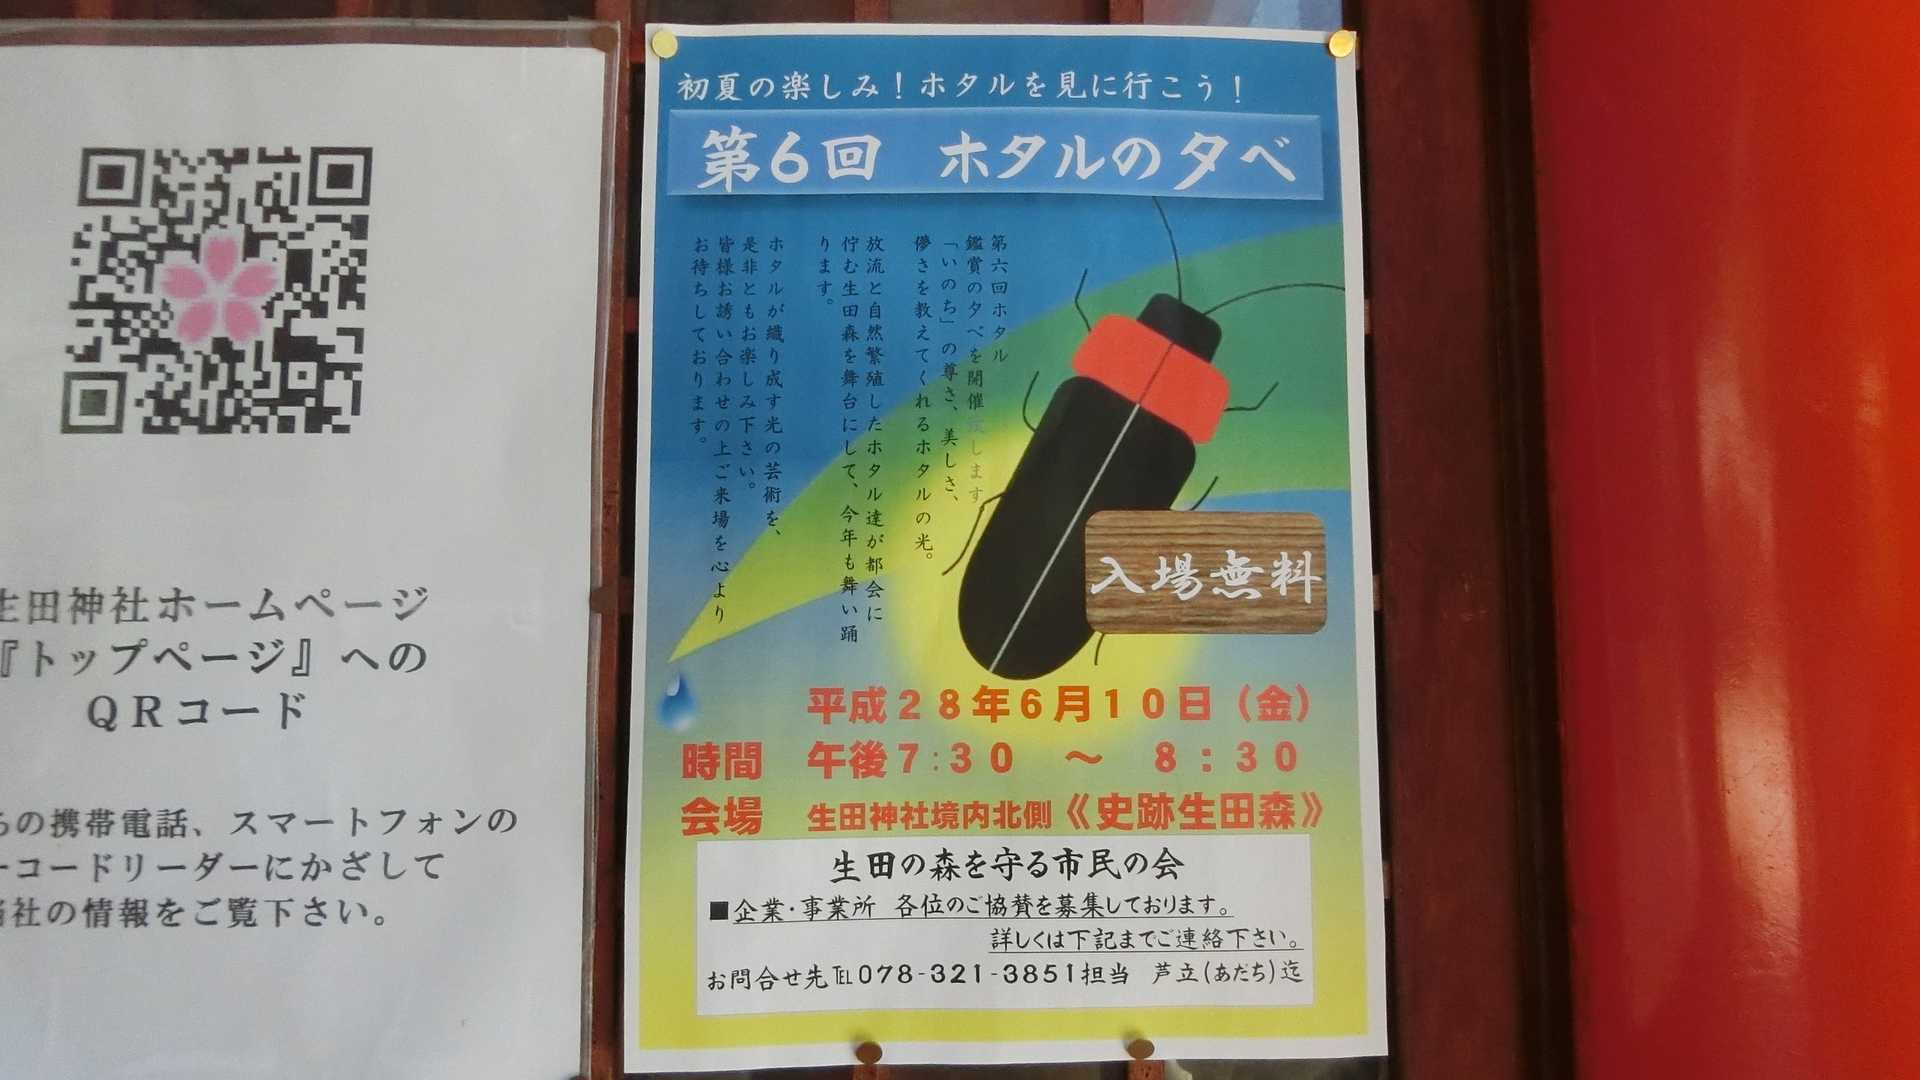 生田神社ホームページ
『トップページ』への
QRコード
の携帯電話、スマートフォンの
コードリーダーにかざして
社の情報をご覧下さい。
初夏の楽しみ！ホタルを見に行こう！
第6回 ホタルの夕べ
第六回ホタル
鑑賞の夕べを開催致します
「いのち」の尊さ、美しさ、
儚さを教えてくれるホタルの光。
放流と自然繁殖したホタル達が都会に
佇む生田森を舞台にして、今年も舞い踊
ります。
ホタルが織り成す光の芸術を、
是非ともお楽しみ下さい。
皆様お誘い合わせの上ご来場を心より
お待ちしております。
入場無料
平成28年6月10日（金）
時間 午後7:30 ～ 8：30
会場 生田神社境内北側《史跡生田森》
生田の森を守る市民の会
■企業・事業所 各位のご協賛を募集しております。
詳しくは下記までご連絡下さい。
お問合せ先℡078-321-3851担当 芦立(あだち)迄